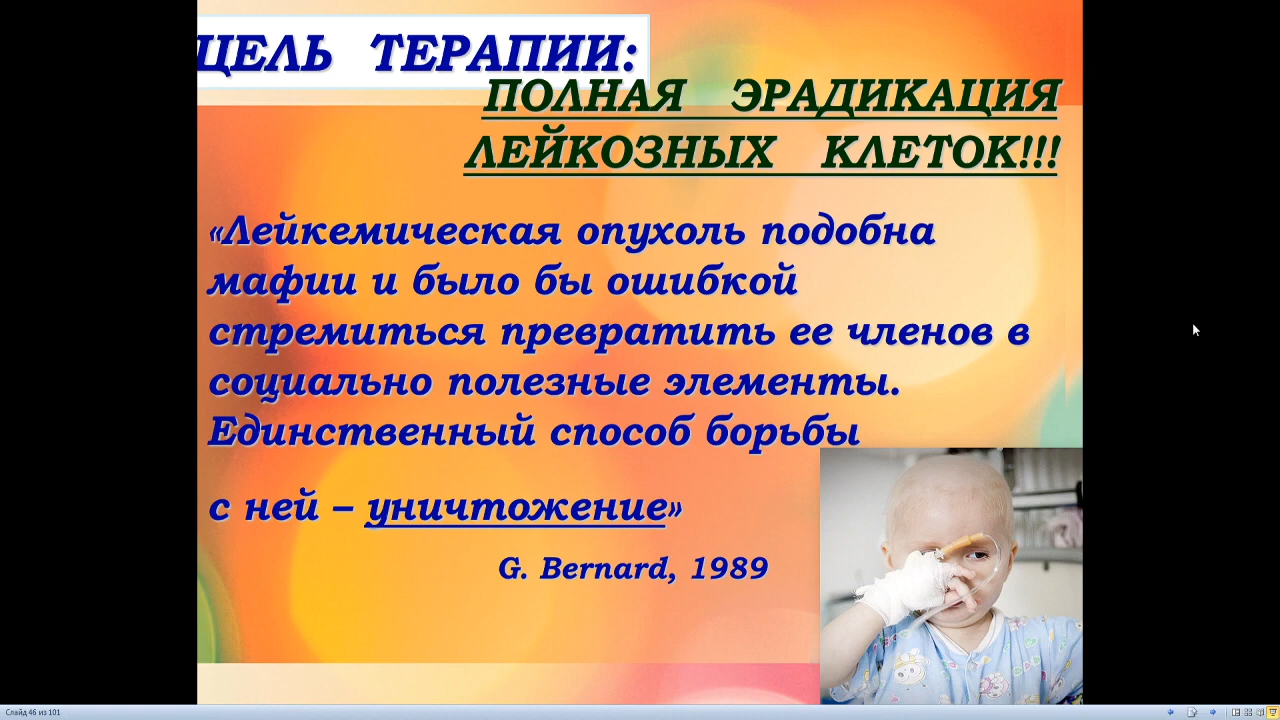 ЦЕЛЬ ТЕРАПИИ:
ПОЛНАЯ ЭРАДИКАЦИЯ
ЛЕЙКОЗНЫХ КЛЕТОК!!!
«Лейкемическая опухоль подобна
мафии и было бы ошибкой
стремиться превратить ее членов в
социально полезные элементы.
Единственный способ борьбы
с ней – уничтожение»
G. Bernard, 1989
Слайд 46 из 101